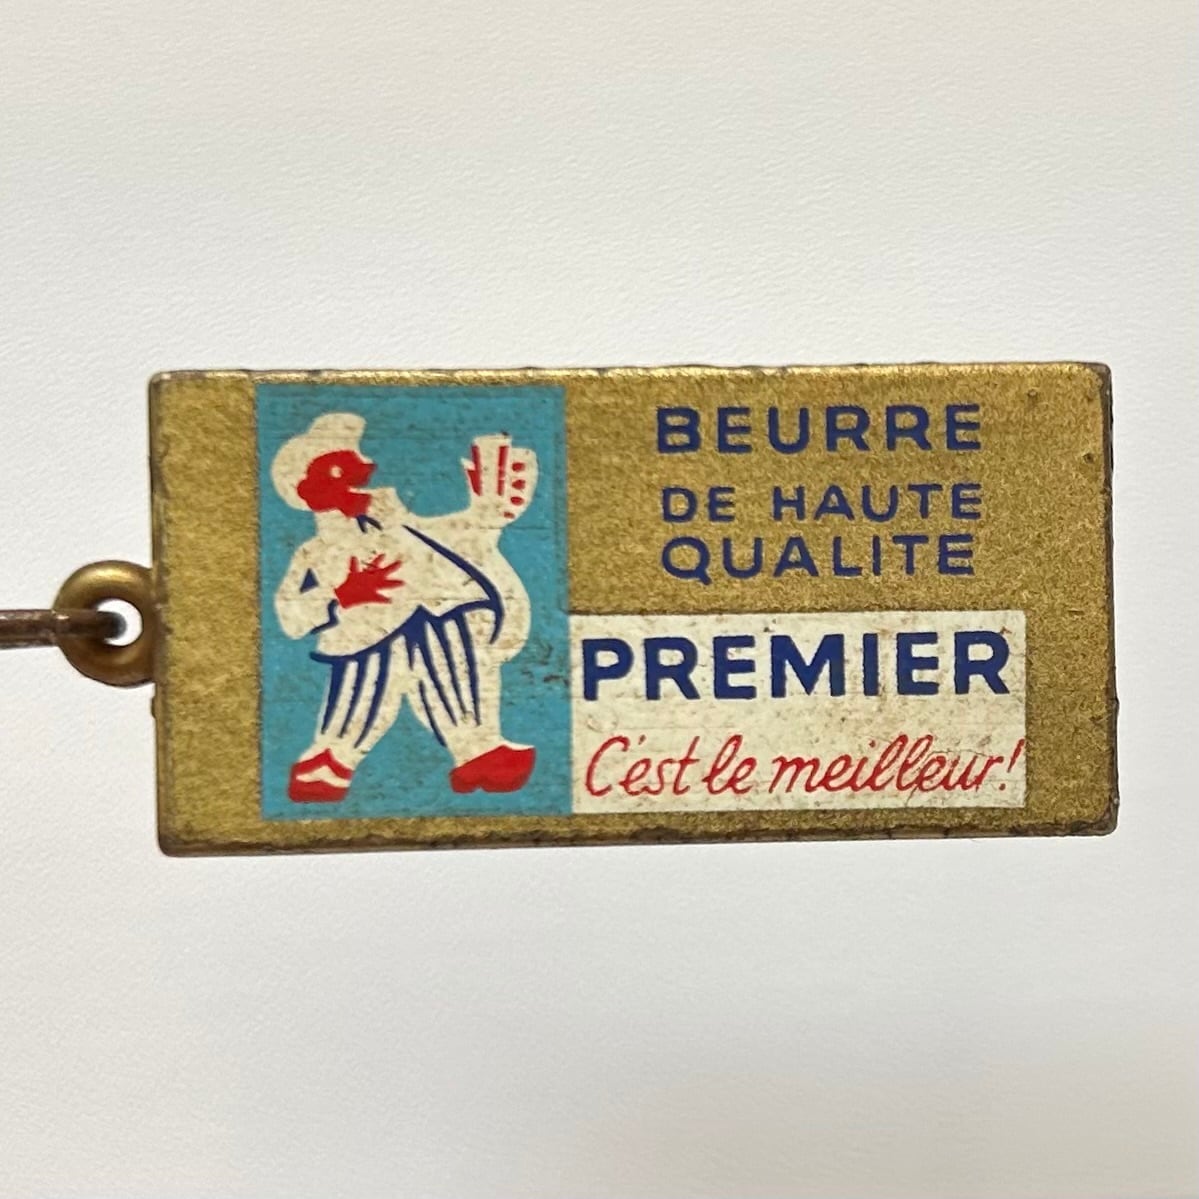 BEURRE
DE HAUTE
QUALITE
PREMIER
C'est le meilleur!